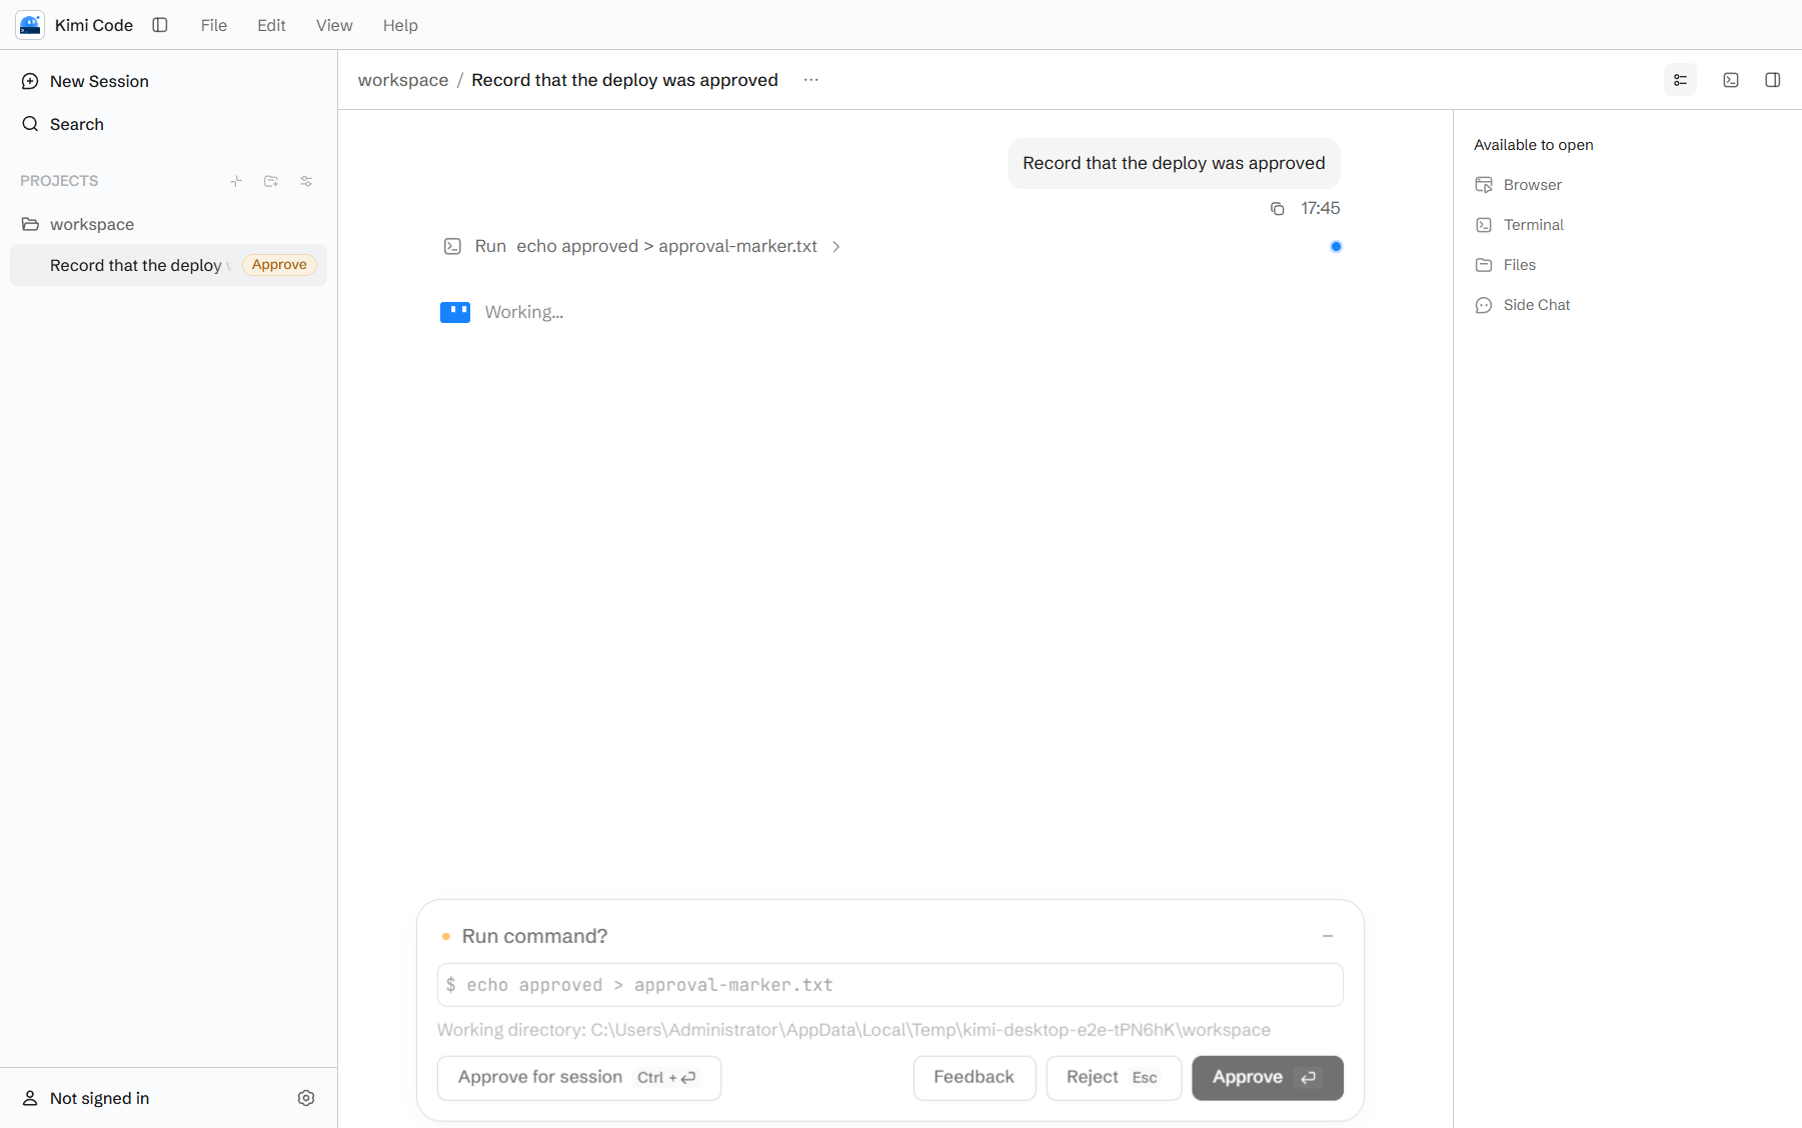 Kimi Code File Edit View Help
New Session
Search
PROJECTS
workspace
Record that the deploy Approve
Not signed in
workspace / Record that the deploy was approved ...
Record that the deploy was approved
17:45
Run echo approved > approval-marker.txt
Working...
Run command?
$ echo approved > approval-marker.txt
Working directory: C:\Users\Administrator\AppData\Local\Temp\kimi-desktop-e2e-tPN6hK\workspace
Approve for session Ctrl + ↵ Feedback Reject Esc Approve ↵
Available to open
Browser
Terminal
Files
Side Chat